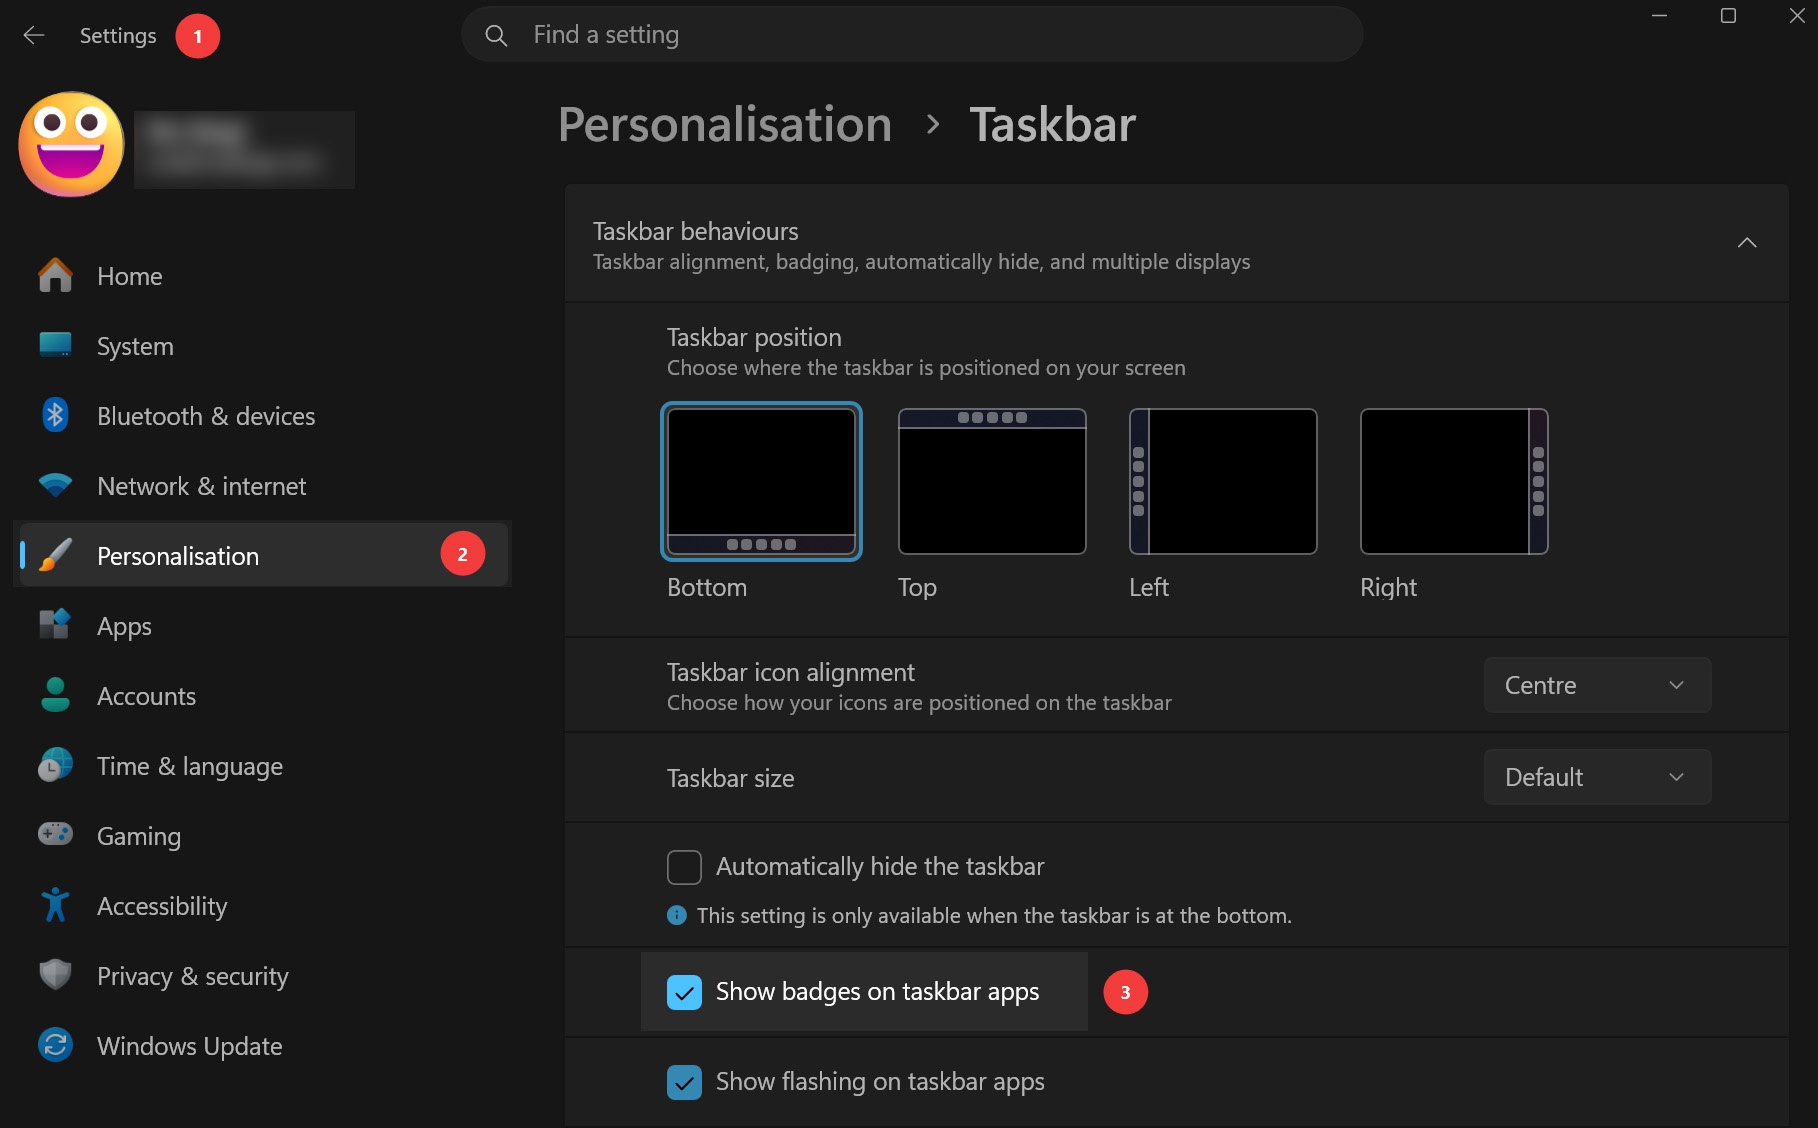 Settings
1
Find a setting
Personalisation > Taskbar
Home
System
Bluetooth & devices
Network & internet
Personalisation
2
Apps
Accounts
Time & language
Gaming
Accessibility
Privacy & security
Windows Update
Taskbar behaviours
Taskbar alignment, badging, automatically hide, and multiple displays
Taskbar position
Choose where the taskbar is positioned on your screen
Bottom
Top
Left
Right
Taskbar icon alignment
Choose how your icons are positioned on the taskbar
Centre
Taskbar size
Default
Automatically hide the taskbar
This setting is only available when the taskbar is at the bottom.
Show badges on taskbar apps
3
Show flashing on taskbar apps